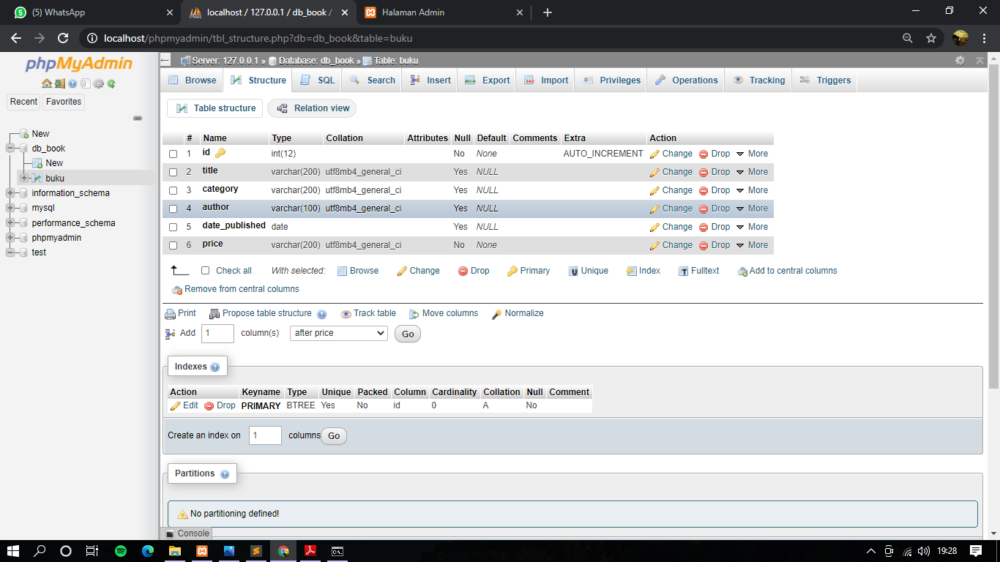 (5) WhatsApp
localhost / 127.0.0.1 / db_book /
Halaman Admin
localhost/phpmyadmin/tbl_structure.php?db=db_book&table=buku
phpMyAdmin
Recent Favorites
New
db_book
New
buku
information_schema
mysql
performance_schema
phpmyadmin
test
Server: 127.0.0.1 » Database: db_book » Table: buku
Browse Structure SQL Search Insert Export Import Privileges Operations Tracking Triggers
Table structure Relation view
# Name Type Collation Attributes Null Default Comments Extra Action
1 id int(12) No None AUTO_INCREMENT Change Drop More
2 title varchar(200) utf8mb4_general_ci Yes NULL Change Drop More
3 category varchar(200) utf8mb4_general_ci Yes NULL Change Drop More
4 author varchar(100) utf8mb4_general_ci Yes NULL Change Drop More
5 date_published date Yes NULL Change Drop More
6 price varchar(200) utf8mb4_general_ci No None Change Drop More
Check all With selected: Browse Change Drop Primary Unique Index Fulltext Add to central columns
Remove from central columns
Print Propose table structure Track table Move columns Normalize
Add 1 column(s) after price Go
Indexes
Action Keyname Type Unique Packed Column Cardinality Collation Null Comment
Edit Drop PRIMARY BTREE Yes No id 0 A No
Create an index on 1 columns Go
Partitions
No partitioning defined!
Console
19:28